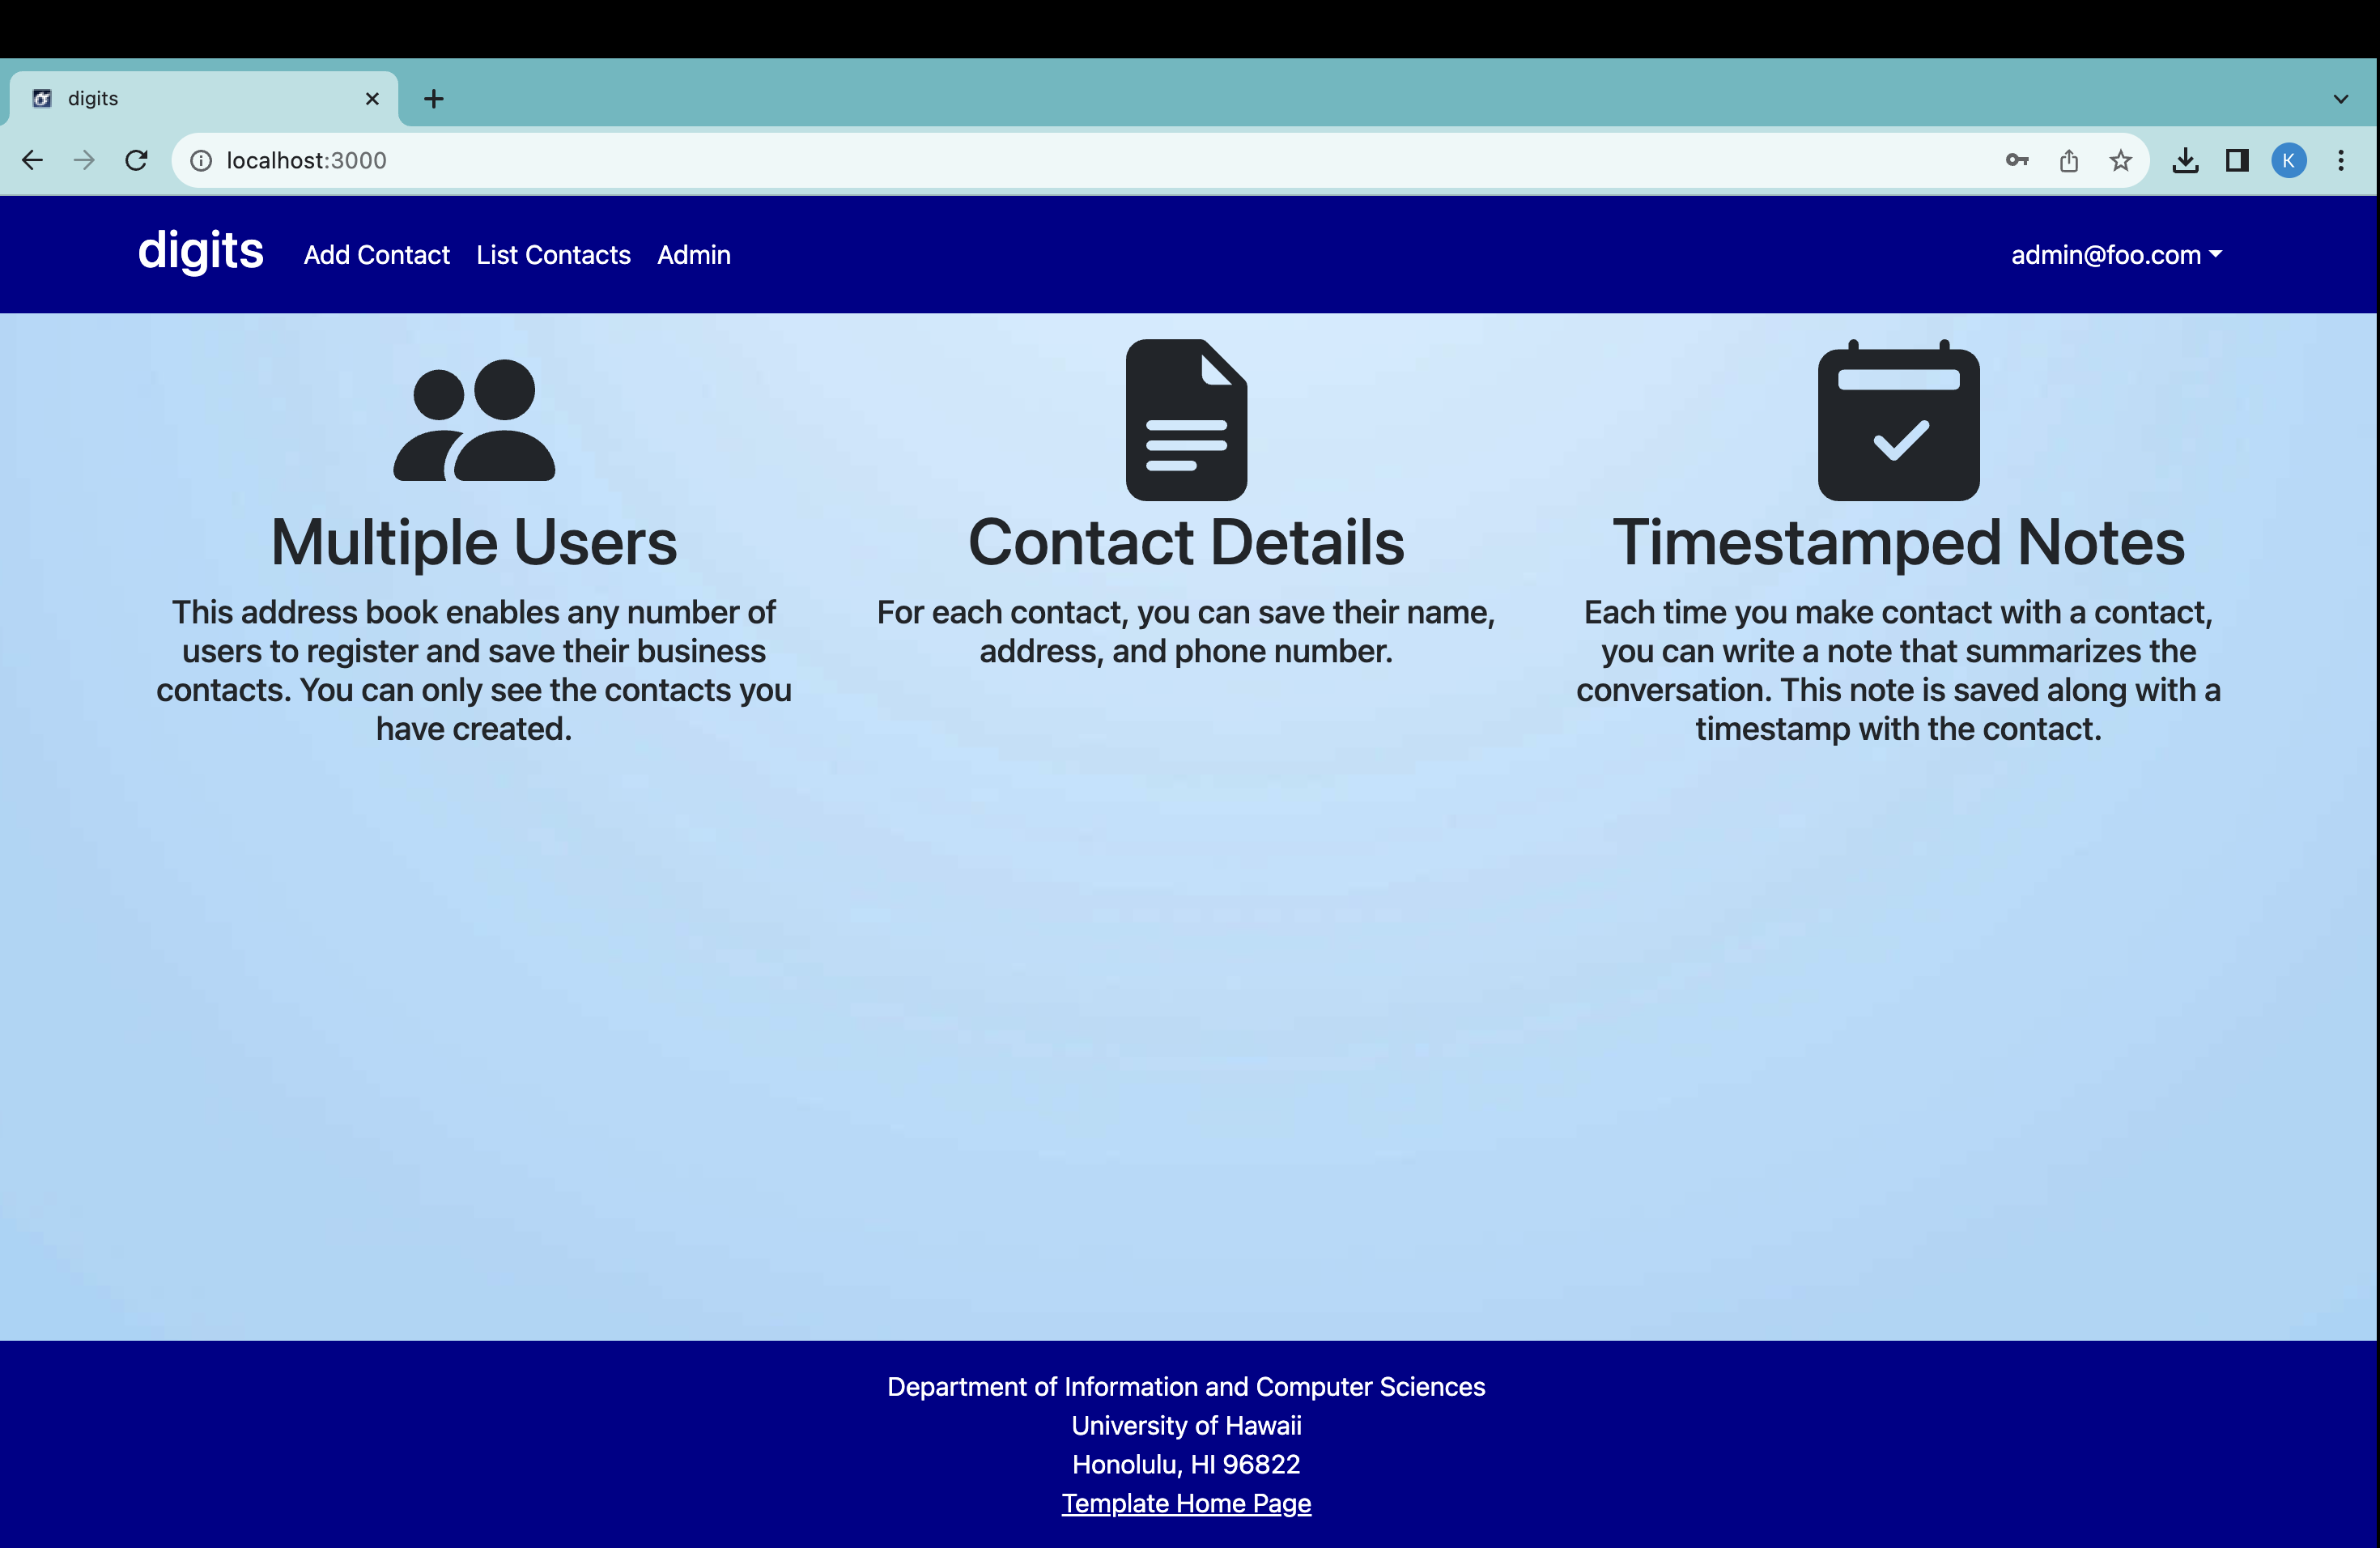 digits
localhost:3000
K
digits Add Contact List Contacts Admin admin@foo.com
Multiple Users
This address book enables any number of
users to register and save their business
contacts. You can only see the contacts you
have created.
Contact Details
For each contact, you can save their name,
address, and phone number.
Timestamped Notes
Each time you make contact with a contact,
you can write a note that summarizes the
conversation. This note is saved along with a
timestamp with the contact.
Department of Information and Computer Sciences
University of Hawaii
Honolulu, HI 96822
Template Home Page